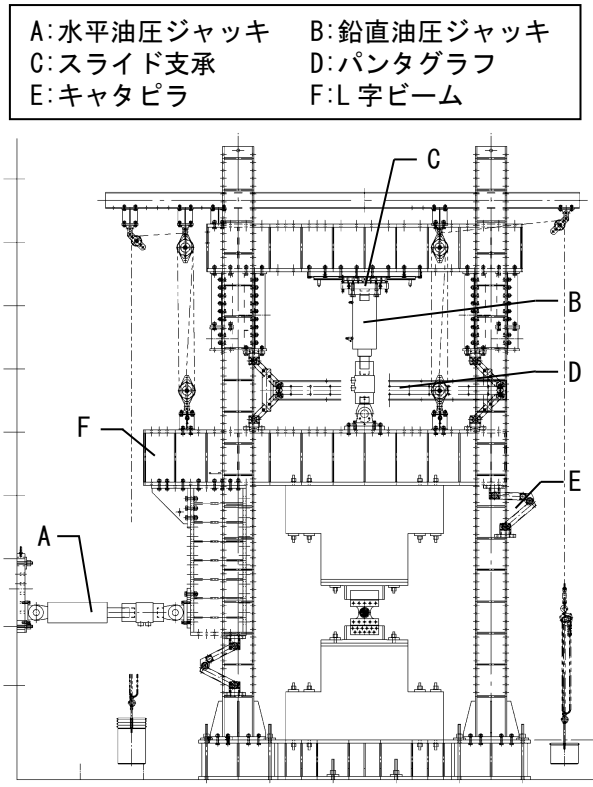 A:水平油圧ジャッキ B:鉛直油圧ジャッキ
C:スライド支承 D:パンタグラフ
E:キャタピラ F:L 字ビーム
C
B
D
F
E
A